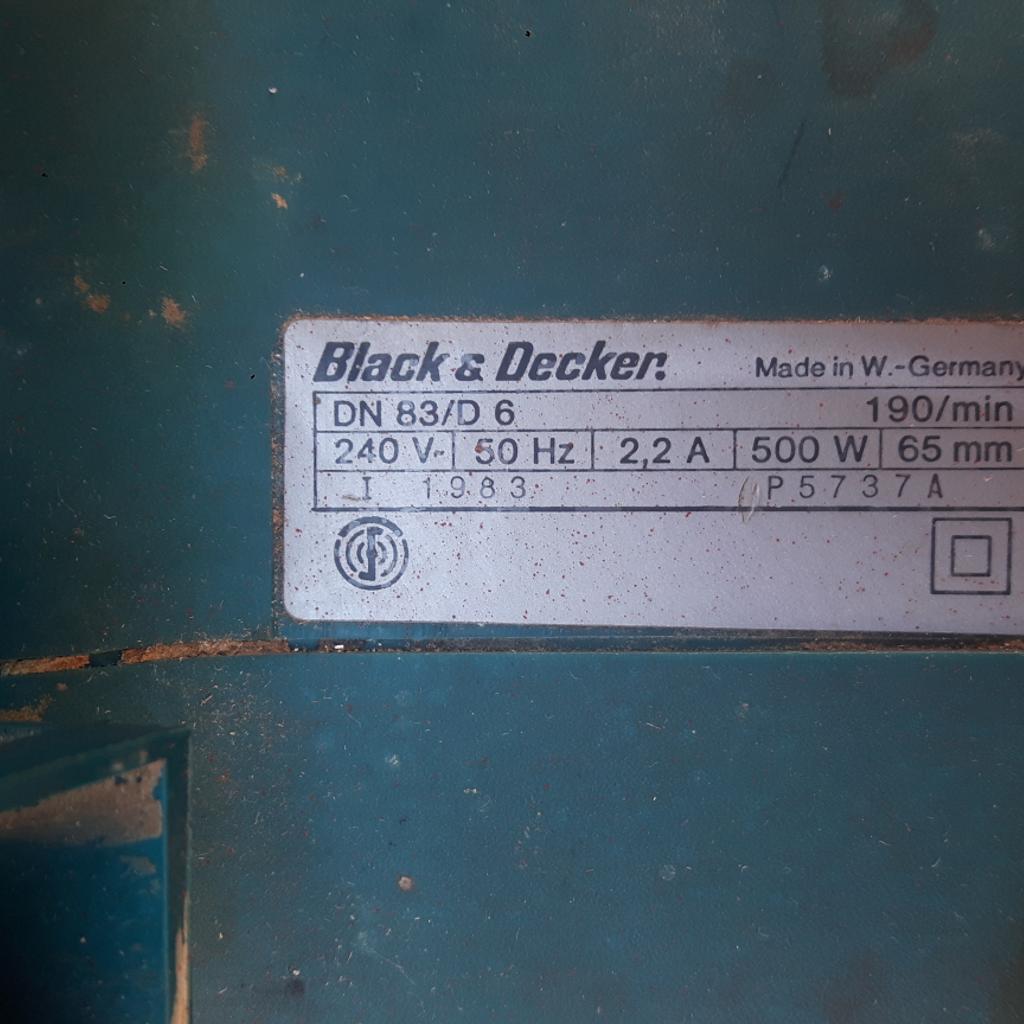 Black & Decker. Made in W.-Germany
DN 83/D 6 190/min
240 V~ 50 Hz 2,2 A 500 W 65 mm
I 1983 P5737A